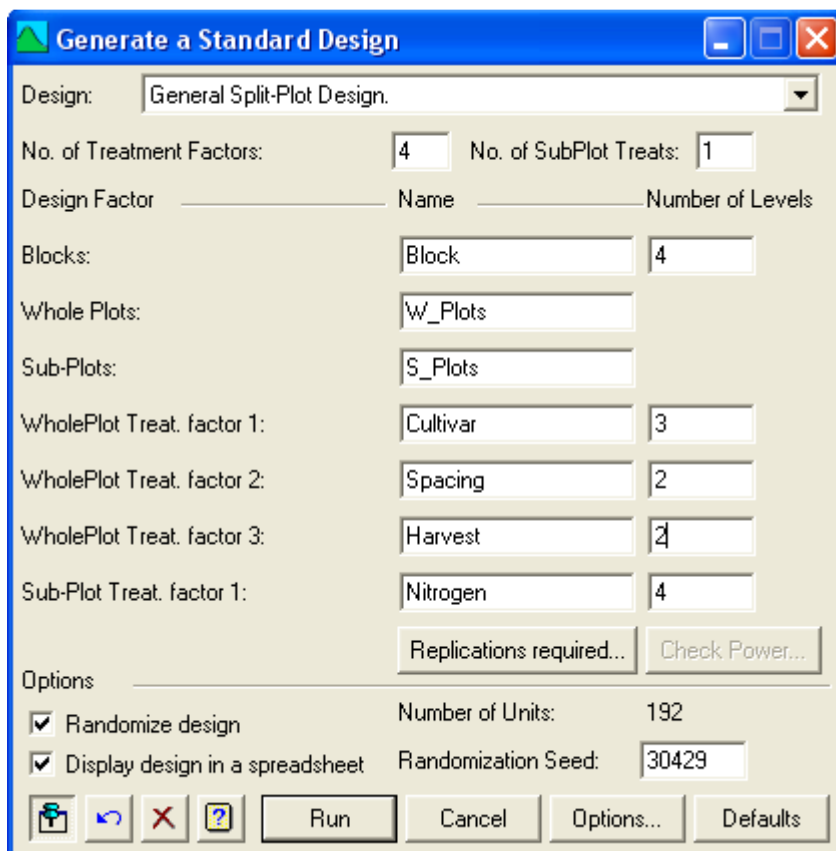 Generate a Standard Design
Design: General Split-Plot Design.
No. of Treatment Factors: 4 No. of SubPlot Treats: 1
Design Factor Name Number of Levels
Blocks: Block 4
Whole Plots: W_Plots
Sub-Plots: S_Plots
WholePlot Treat. factor 1: Cultivar 3
WholePlot Treat. factor 2: Spacing 2
WholePlot Treat. factor 3: Harvest 2
Sub-Plot Treat. factor 1: Nitrogen 4
Replications required... Check Power...
Options
Randomize design Number of Units: 192
Display design in a spreadsheet Randomization Seed: 30429
? Run Cancel Options... Defaults